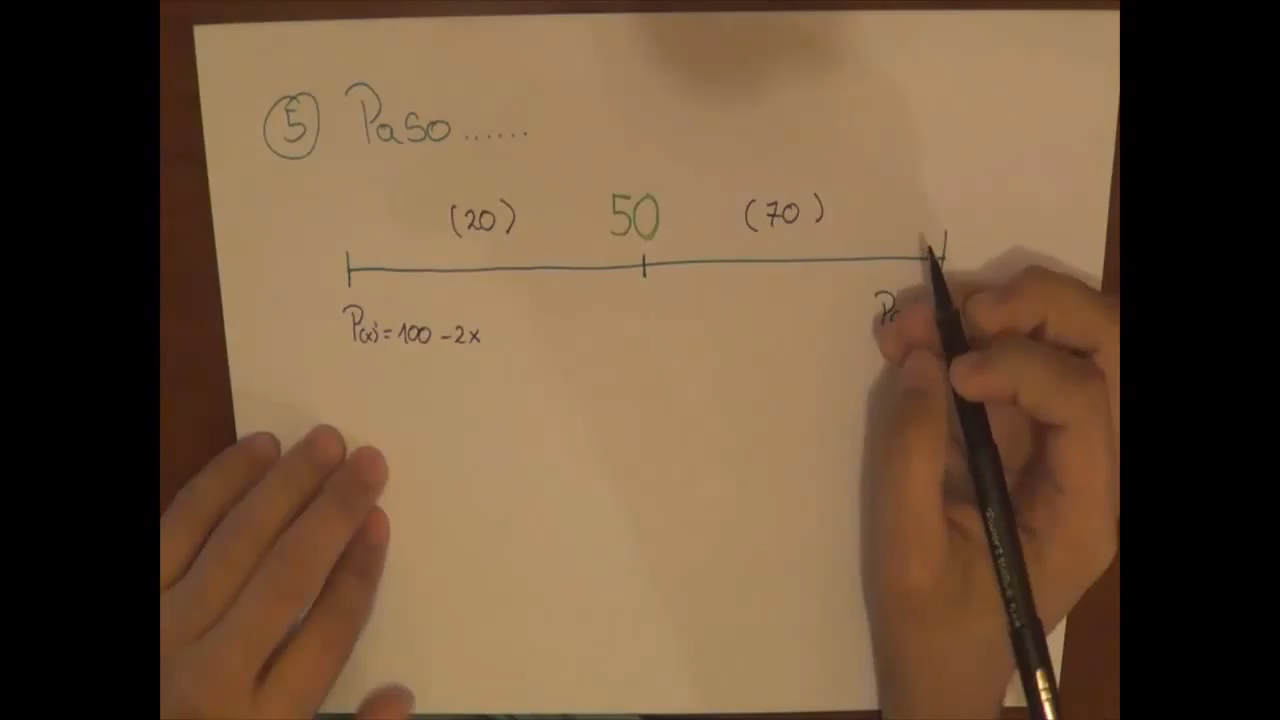 5 Paso......
(20) 50 (70)
P(x)'=100-2x